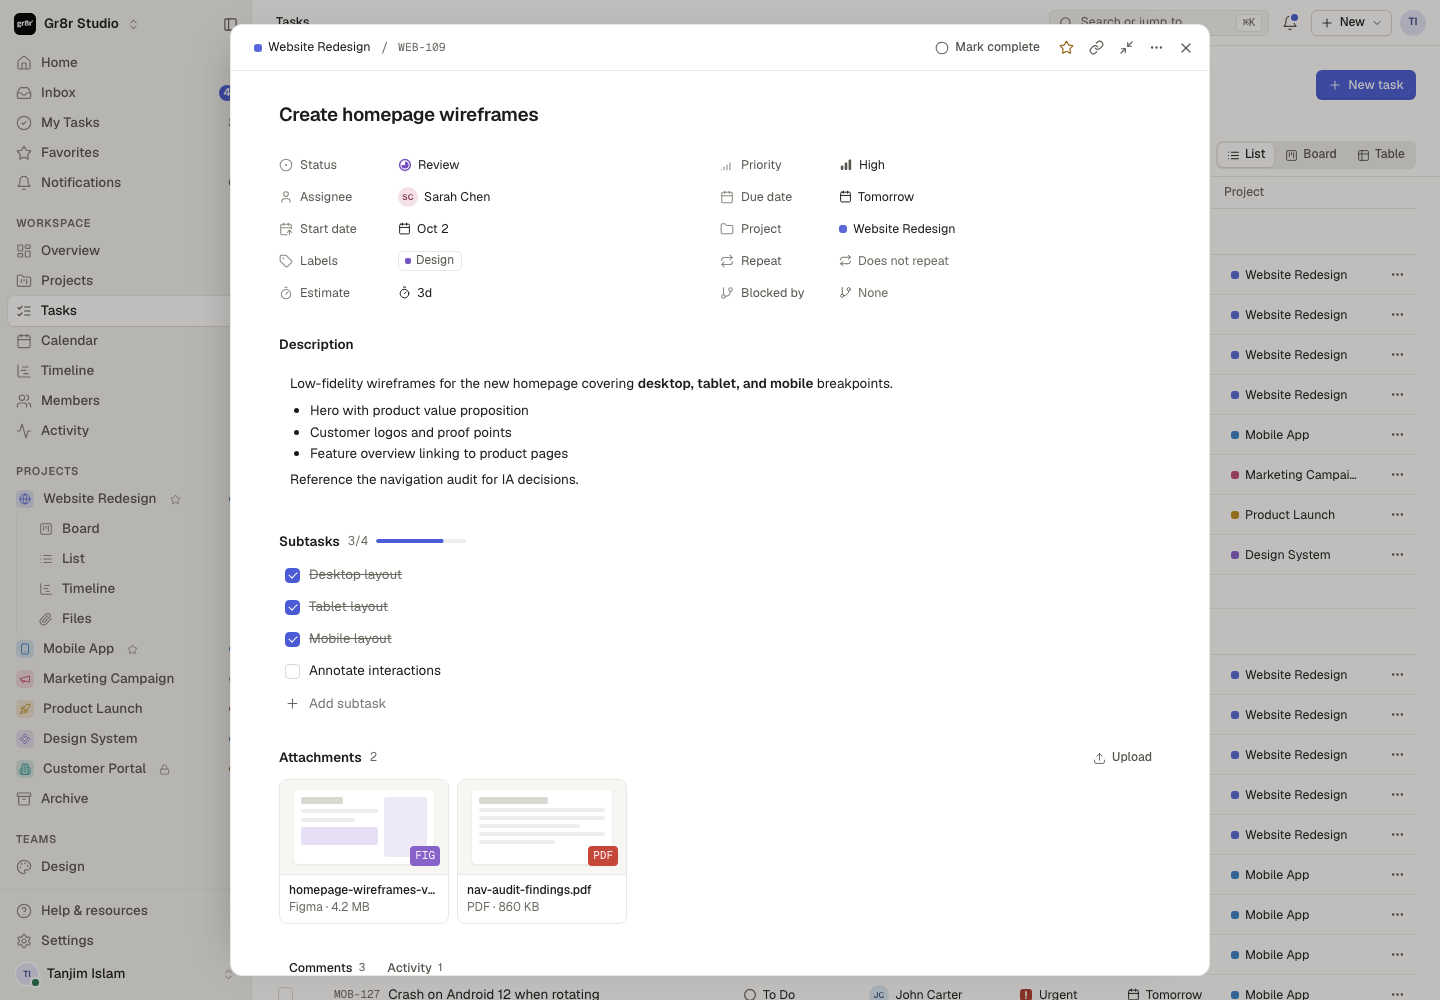 gr8r
Gr8r Studio
Home
Inbox
My Tasks
Favorites
Notifications
WORKSPACE
Overview
Projects
Tasks
Calendar
Timeline
Members
Activity
PROJECTS
Website Redesign
Board
List
Timeline
Files
Mobile App
Marketing Campaign
Product Launch
Design System
Customer Portal
Archive
TEAMS
Design
Help & resources
Settings
TI Tanjim Islam
Tasks
Search or jump to
⌘K
New
TI
New task
List Board Table
Project
Website Redesign
Website Redesign
Website Redesign
Website Redesign
Mobile App
Marketing Campai...
Product Launch
Design System
Website Redesign
Website Redesign
Website Redesign
Website Redesign
Website Redesign
Mobile App
Mobile App
Mobile App
MOB-127 Crash on Android 12 when rotating To Do JC John Carter Urgent Tomorrow Mobile App
Website Redesign / WEB-109 Mark complete
Create homepage wireframes
Status Review Priority High
Assignee SC Sarah Chen Due date Tomorrow
Start date Oct 2 Project Website Redesign
Labels Design Repeat Does not repeat
Estimate 3d Blocked by None
Description
Low-fidelity wireframes for the new homepage covering desktop, tablet, and mobile breakpoints.
• Hero with product value proposition
• Customer logos and proof points
• Feature overview linking to product pages
Reference the navigation audit for IA decisions.
Subtasks 3/4
Desktop layout
Tablet layout
Mobile layout
Annotate interactions
Add subtask
Attachments 2 Upload
FIG
homepage-wireframes-v...
Figma · 4.2 MB
PDF
nav-audit-findings.pdf
PDF · 860 KB
Comments 3 Activity 1